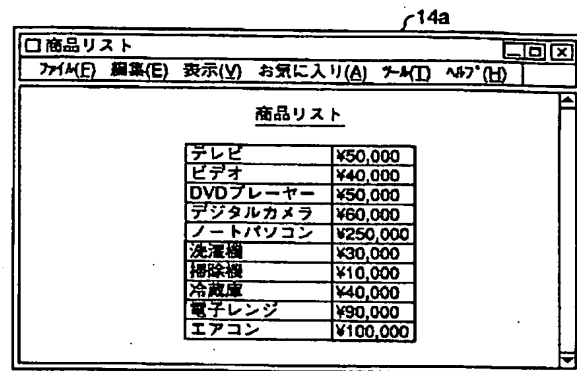 14a
商品リスト
ファイル(F) 編集(E) 表示(V) お気に入り(A) ツール(T) ヘルプ(H)
商品リスト
テレビ ¥50,000
ビデオ ¥40,000
DVDプレーヤー ¥50,000
デジタルカメラ ¥60,000
ノートパソコン ¥250,000
洗濯機 ¥30,000
掃除機 ¥10,000
冷蔵庫 ¥40,000
電子レンジ ¥90,000
エアコン ¥100,000